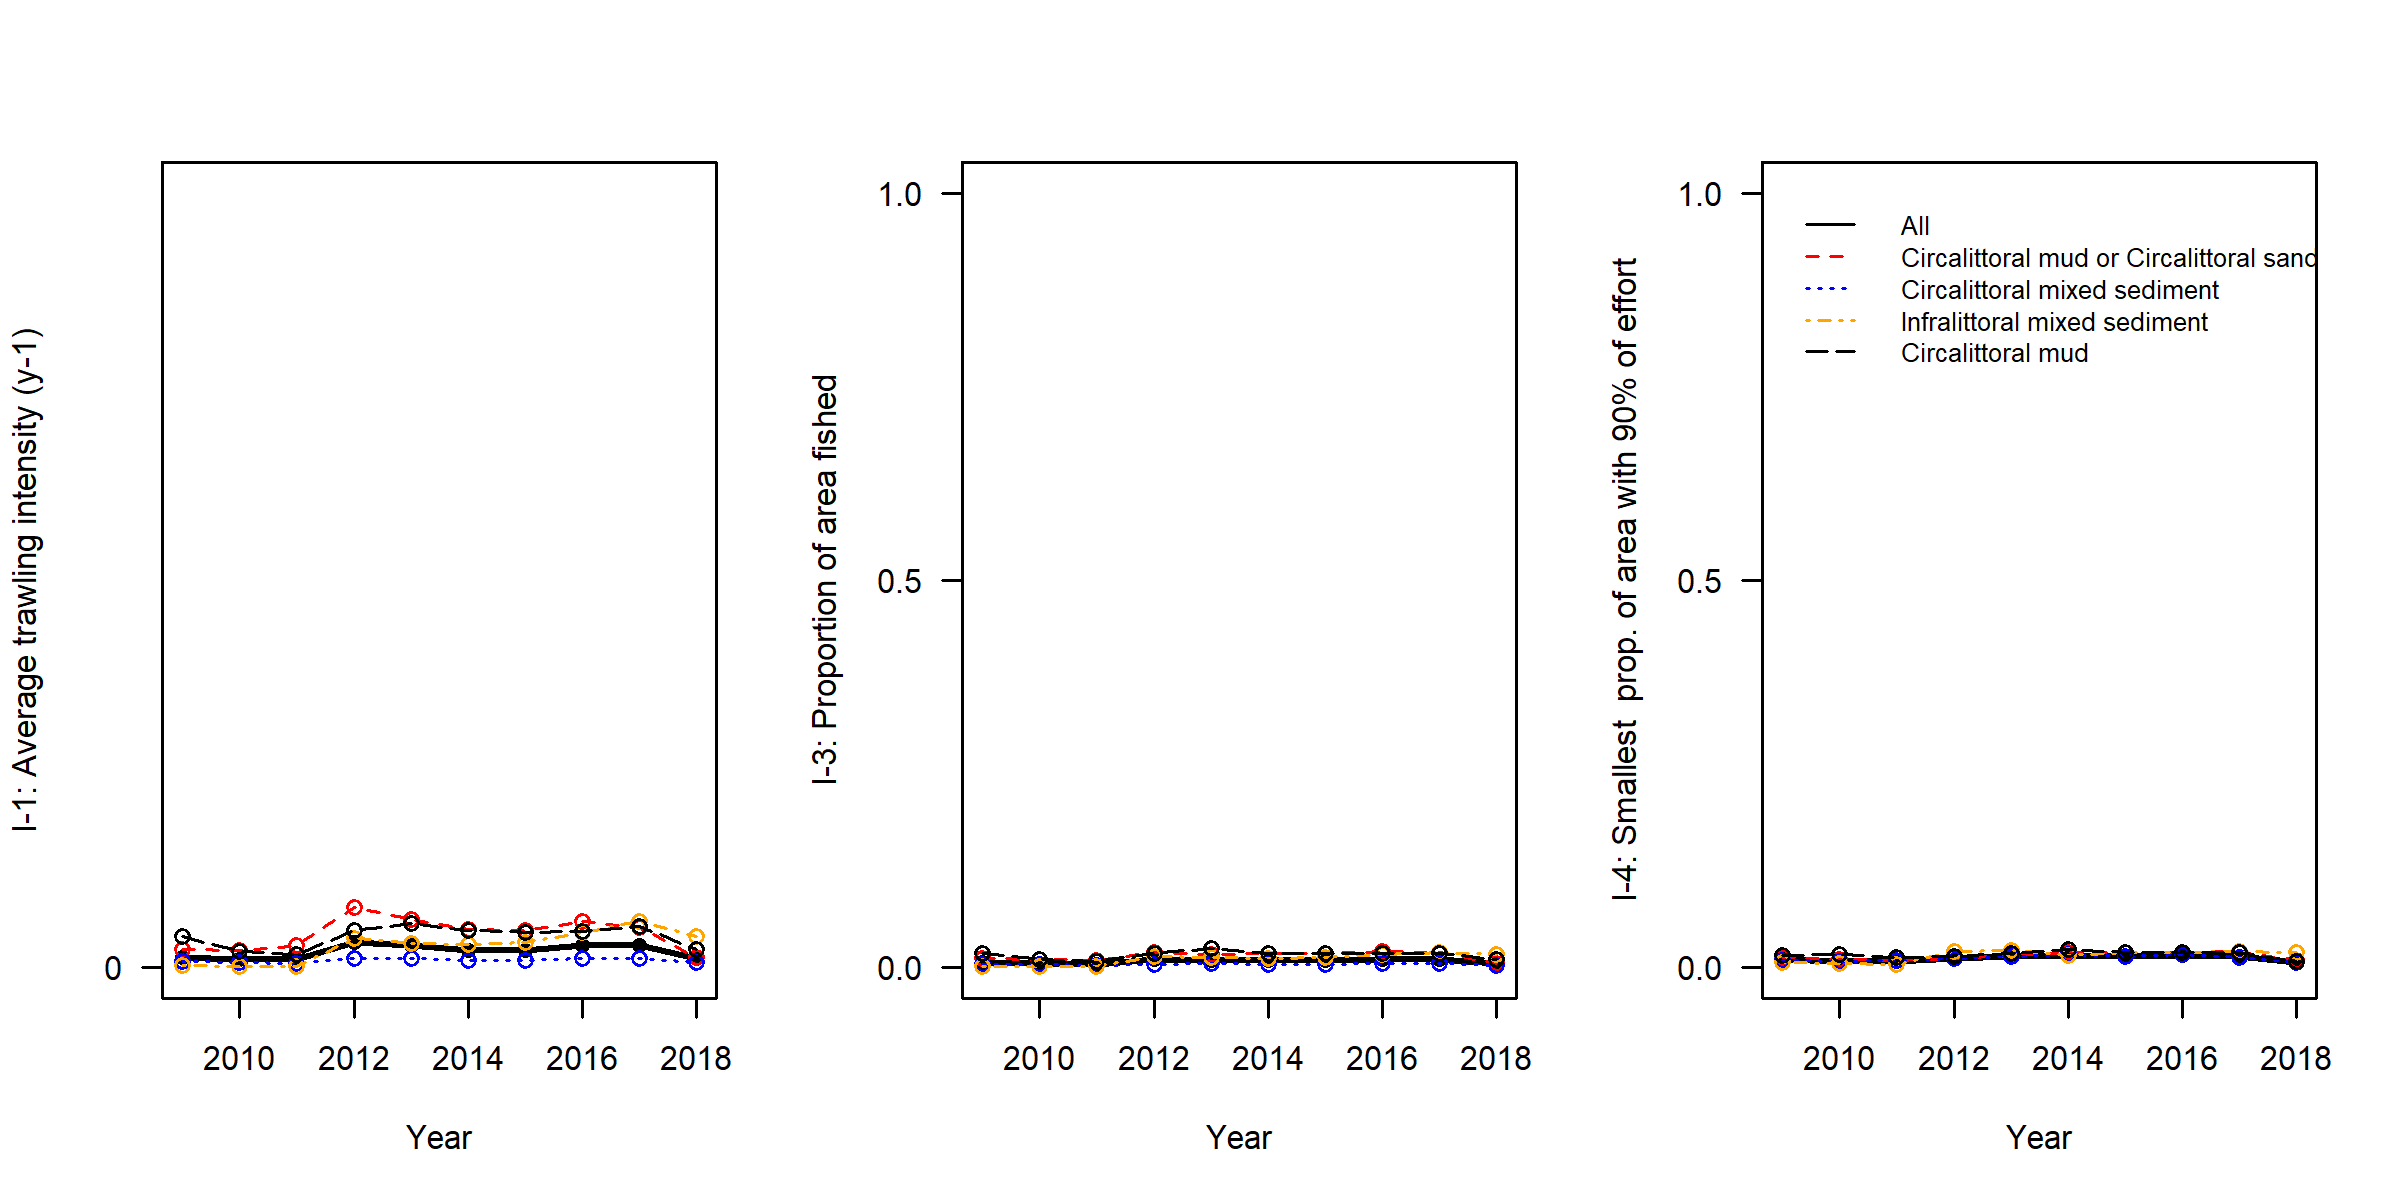 I-1: Average trawling intensity (y-1)
0
2010 2012 2014 2016 2018
Year
I-3: Proportion of area fished
1.0
0.5
0.0
2010 2012 2014 2016 2018
Year
I-4: Smallest prop. of area with 90% of effort
1.0
0.5
0.0
All
Circalittoral mud or Circalittoral sand
Circalittoral mixed sediment
Infralittoral mixed sediment
Circalittoral mud
2010 2012 2014 2016 2018
Year